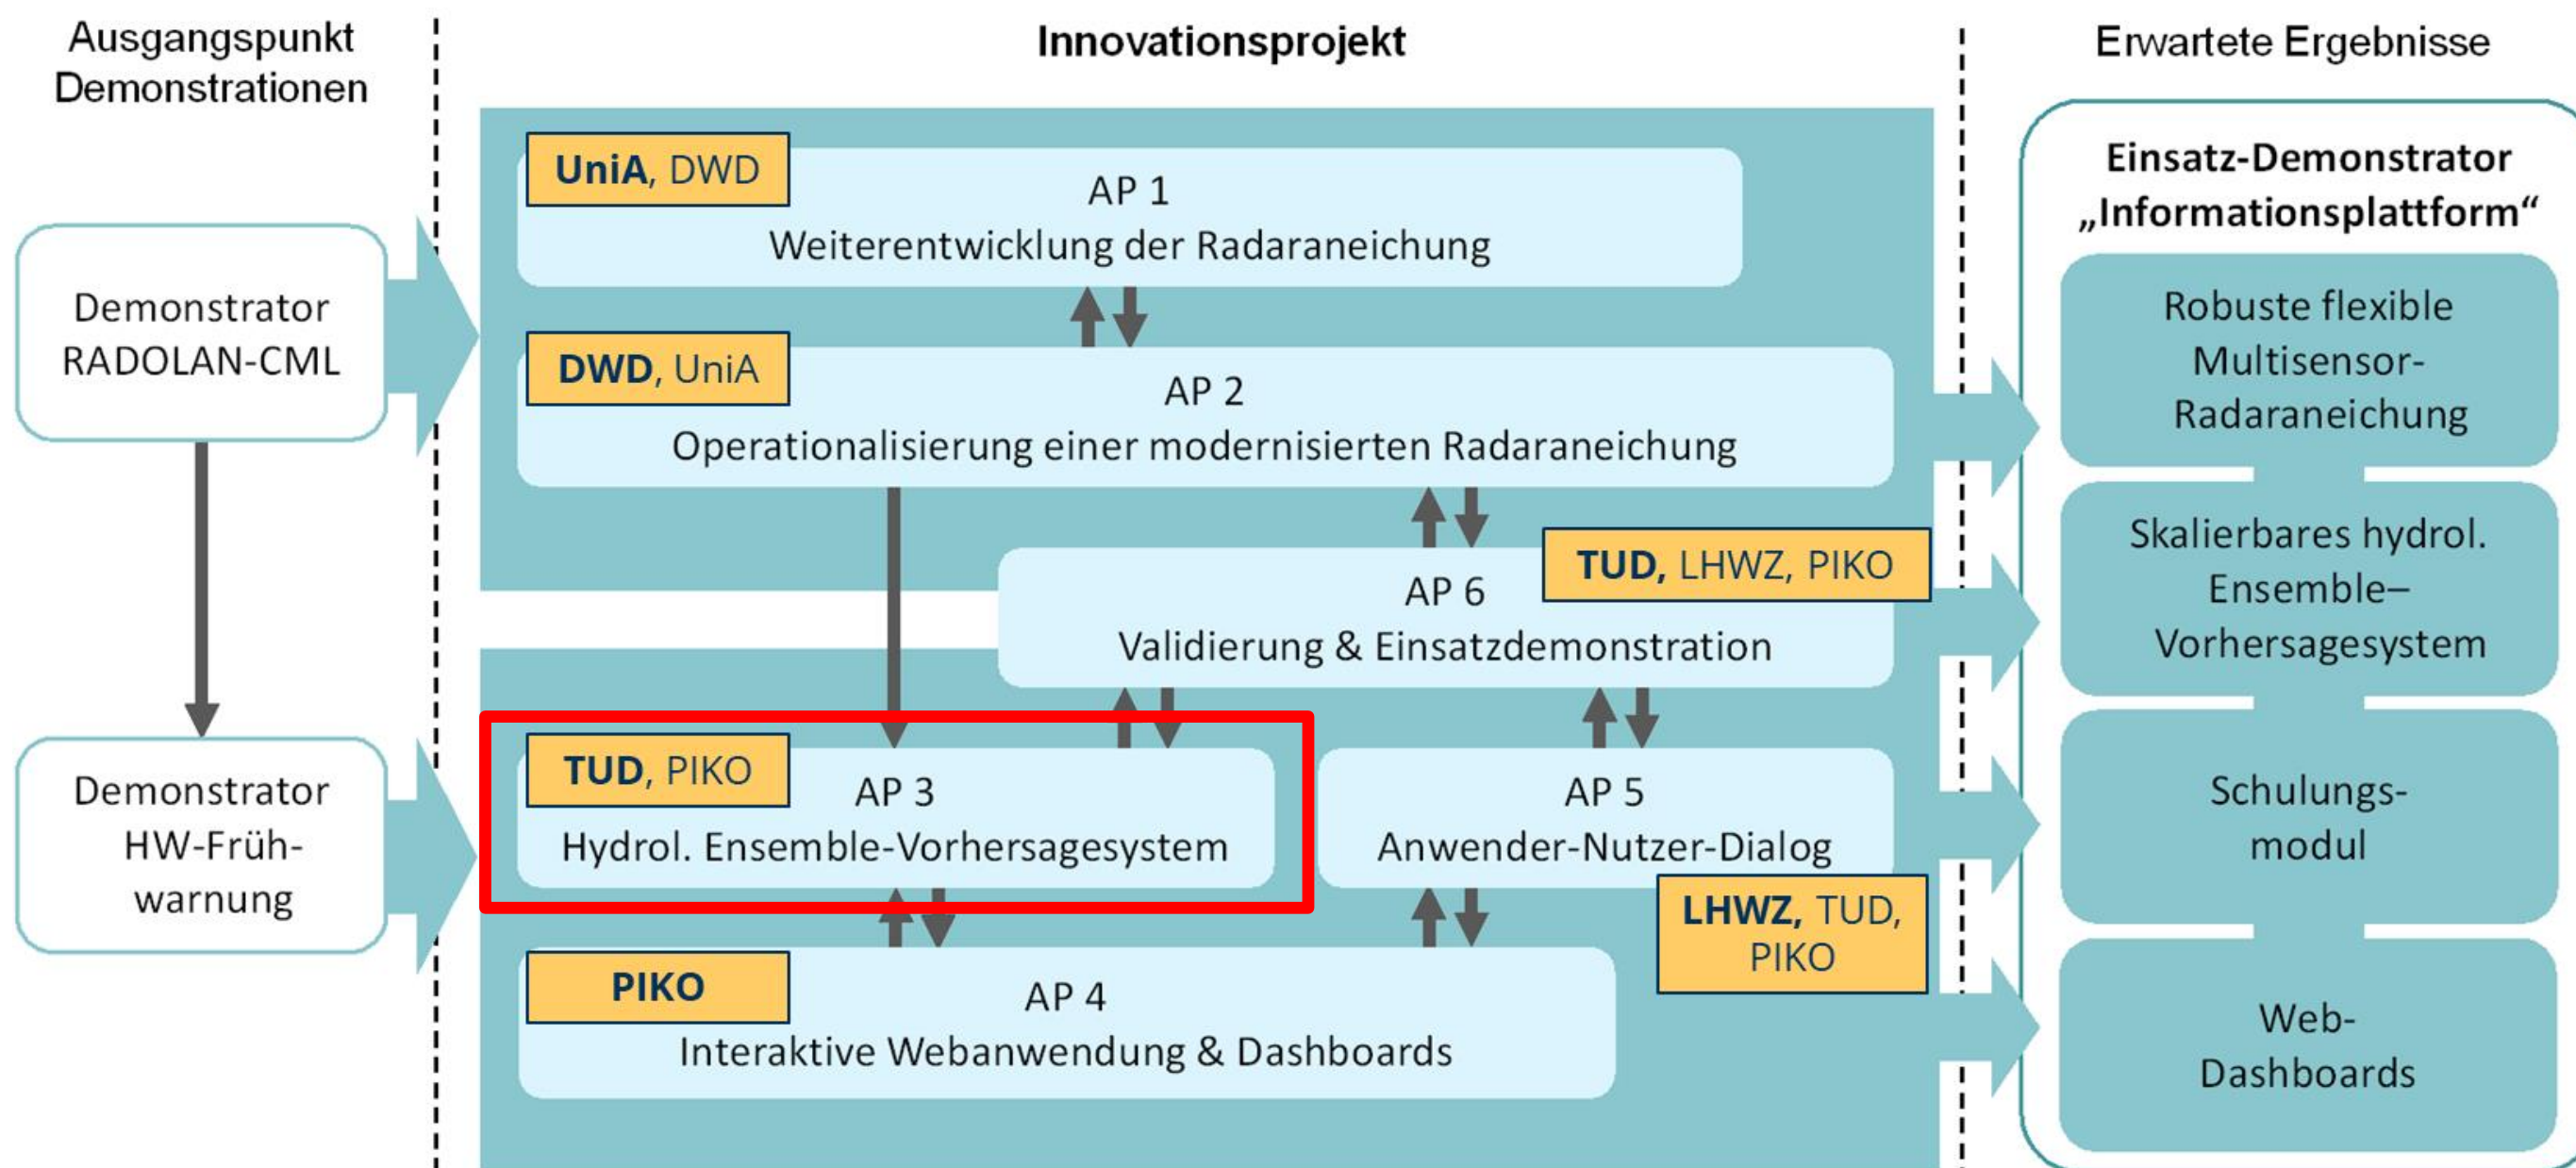 Ausgangspunkt
Demonstrationen
Innovationsprojekt
Erwartete Ergebnisse
Demonstrator
RADOLAN-CML
Demonstrator
HW-Früh-
warnung
UniA, DWD
AP 1
Weiterentwicklung der Radaraneichung
DWD, UniA
AP 2
Operationalisierung einer modernisierten Radaraneichung
TUD, LHWZ, PIKO
AP 6
Validierung & Einsatzdemonstration
TUD, PIKO
AP 3
Hydrol. Ensemble-Vorhersagesystem
AP 5
Anwender-Nutzer-Dialog
LHWZ, TUD,
PIKO
PIKO
AP 4
Interaktive Webanwendung & Dashboards
Einsatz-Demonstrator
„Informationsplattform“
Robuste flexible
Multisensor-
Radaraneichung
Skalierbares hydrol.
Ensemble–
Vorhersagesystem
Schulungs-
modul
Web-
Dashboards